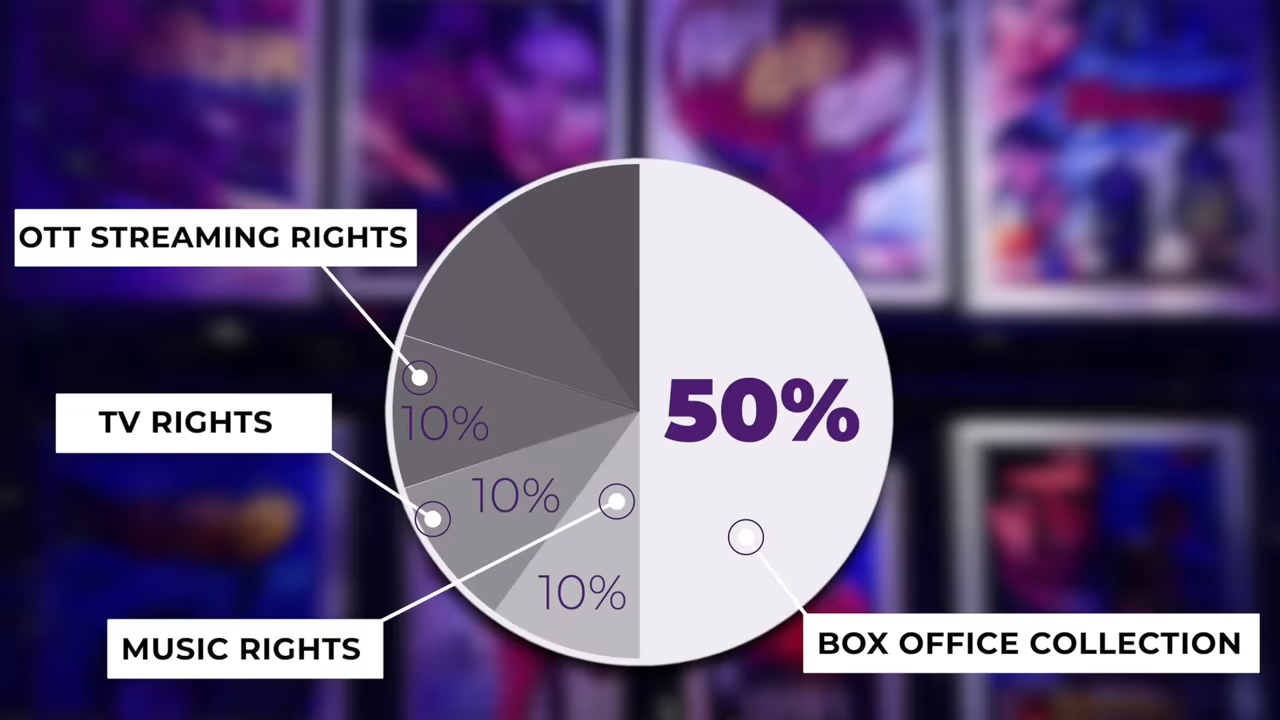 OTT STREAMING RIGHTS
10%
50%
TV RIGHTS
10%
10%
MUSIC RIGHTS
BOX OFFICE COLLECTION